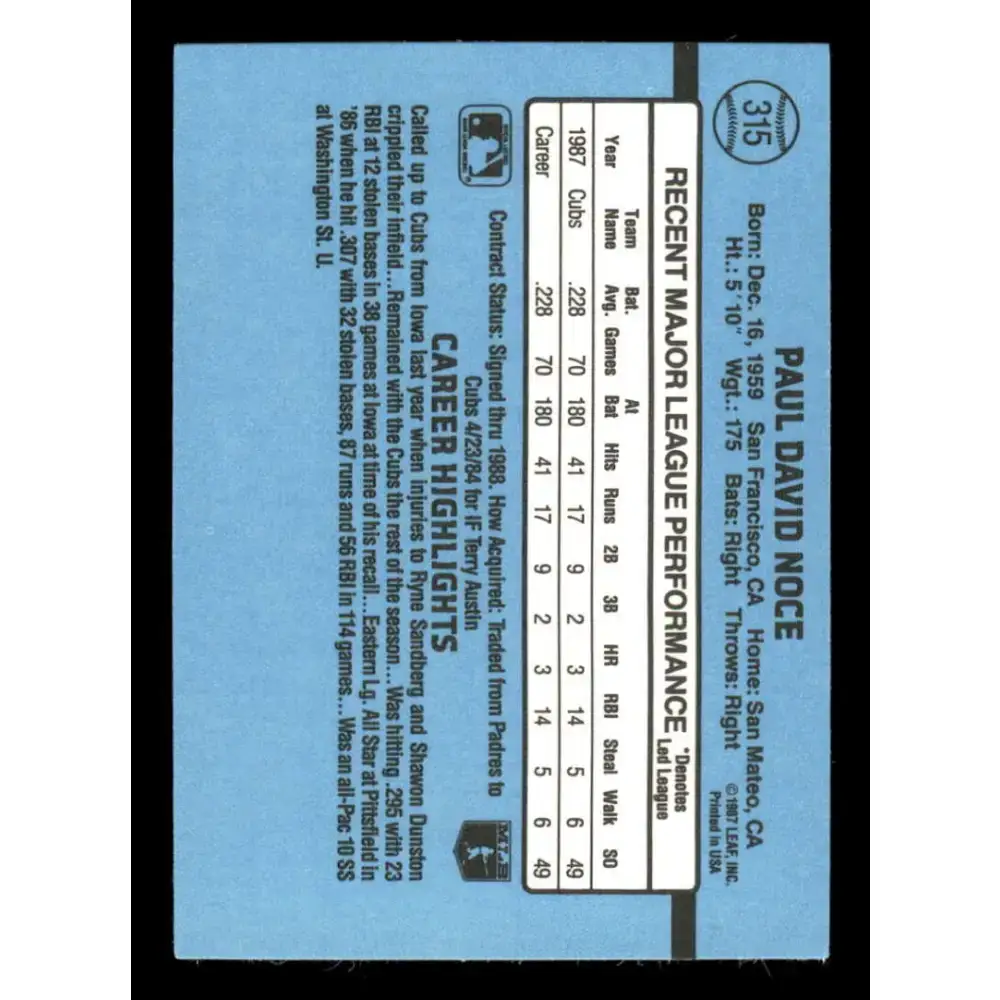 315
PAUL DAVID NOCE
Born: Dec. 16, 1959 San Francisco, CA Home: San Mateo, CA
Ht.: 5'10" Wgt.: 175 Bats: Right Throws: Right
©1987 LEAF, INC.
Printed in USA
RECENT MAJOR LEAGUE PERFORMANCE
*Denotes
Led League
Year Team Name Bat. Avg. Games At Bat Hits Runs 2B 3B HR RBI Steal Walk SO
1987 Cubs .228 70 180 41 17 9 2 3 14 5 6 49
Career .228 70 180 41 17 9 2 3 14 5 6 49
Contract Status: Signed thru 1988. How Acquired: Traded from Padres to
Cubs 4/23/84 for IF Terry Austin
MLB
CAREER HIGHLIGHTS
Called up to Cubs from Iowa last year when injuries to Ryne Sandberg and Shawon Dunston
crippled their infield...Remained with the Cubs the rest of the season...Was hitting .295 with 23
RBI at 12 stolen bases in 38 games at Iowa at time of his recall...Eastern Lg. All Star at Pittsfield in
'86 when he hit .307 with 32 stolen bases, 87 runs and 56 RBI in 114 games...Was an all-Pac 10 SS
at Washington St. U.